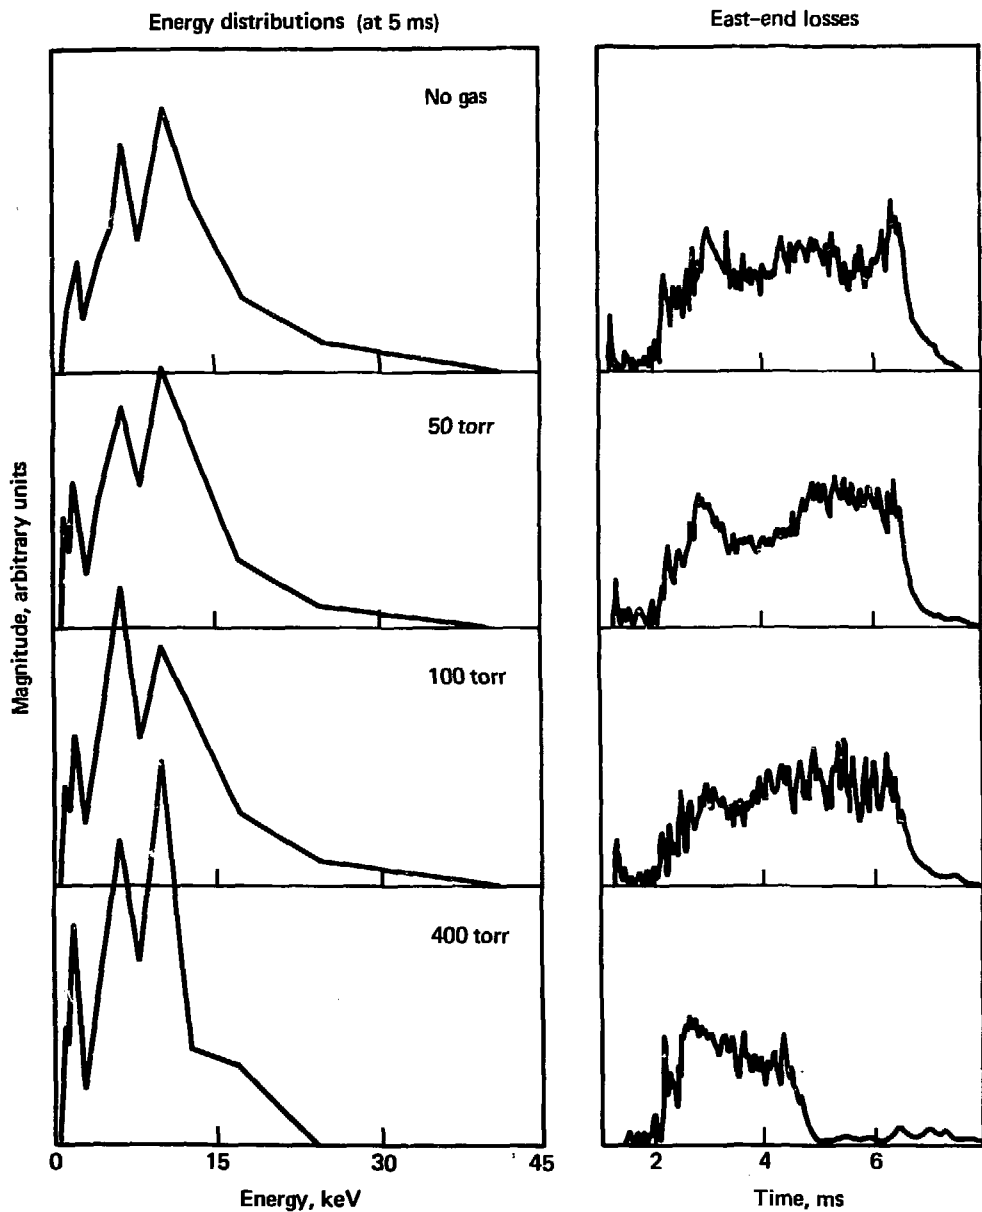 Energy distributions (at 5 ms)
East-end losses
No gas
50 torr
100 torr
400 torr
Magnitude, arbitrary units
0 15 30 45
2 4 6
Energy, keV
Time, ms